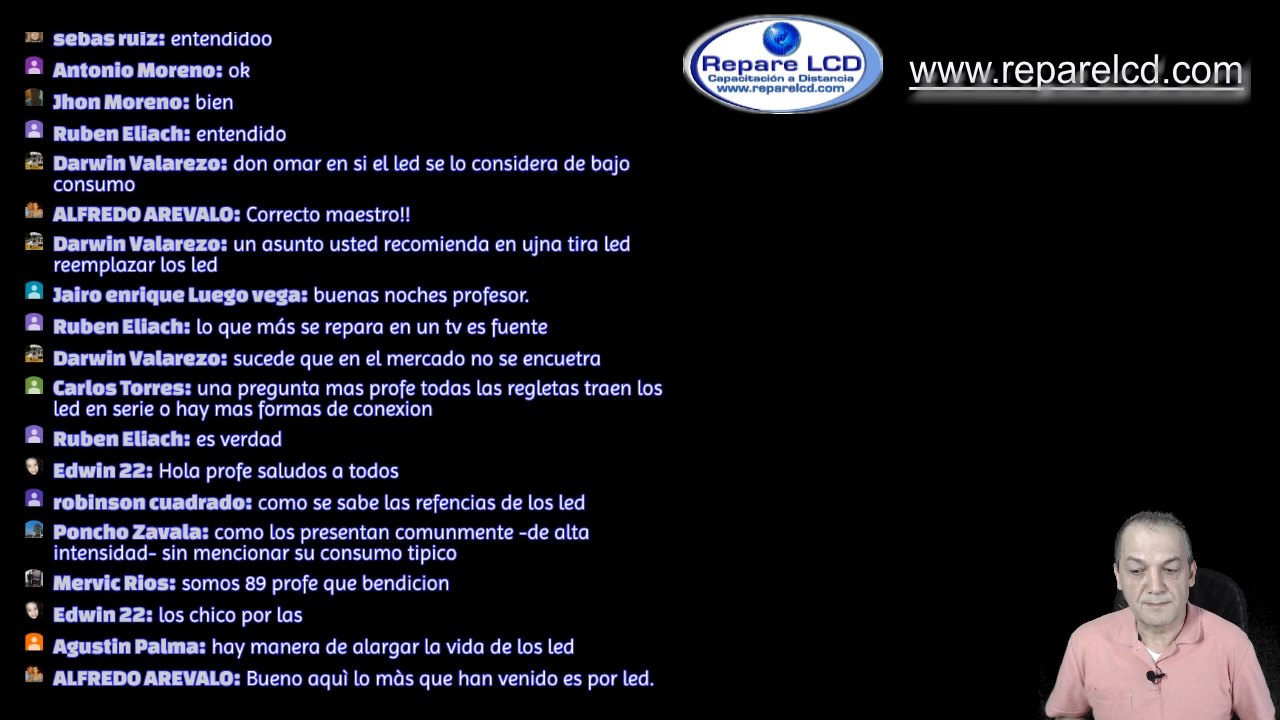 sebas ruiz: entendidoo
Antonio Moreno: ok
Jhon Moreno: bien
Ruben Eliach: entendido
Darwin Valarezo: don omar en si el led se lo considera de bajo
consumo
ALFREDO AREVALO: Correcto maestro!!
Darwin Valarezo: un asunto usted recomienda en ujna tira led
reemplazar los led
Jairo enrique Luego vega: buenas noches profesor.
Ruben Eliach: lo que más se repara en un tv es fuente
Darwin Valarezo: sucede que en el mercado no se encuetra
Carlos Torres: una pregunta mas profe todas las regletas traen los
led en serie o hay mas formas de conexion
Ruben Eliach: es verdad
Edwin 22: Hola profe saludos a todos
robinson cuadrado: como se sabe las refencias de los led
Poncho Zavala: como los presentan comunmente -de alta
intensidad- sin mencionar su consumo tipico
Mervic Rios: somos 89 profe que bendicion
Edwin 22: los chico por las
Agustin Palma: hay manera de alargar la vida de los led
ALFREDO AREVALO: Bueno aquì lo màs que han venido es por led.
Repare LCD
Capacitación a Distancia
www.reparelcd.com
www.reparelcd.com